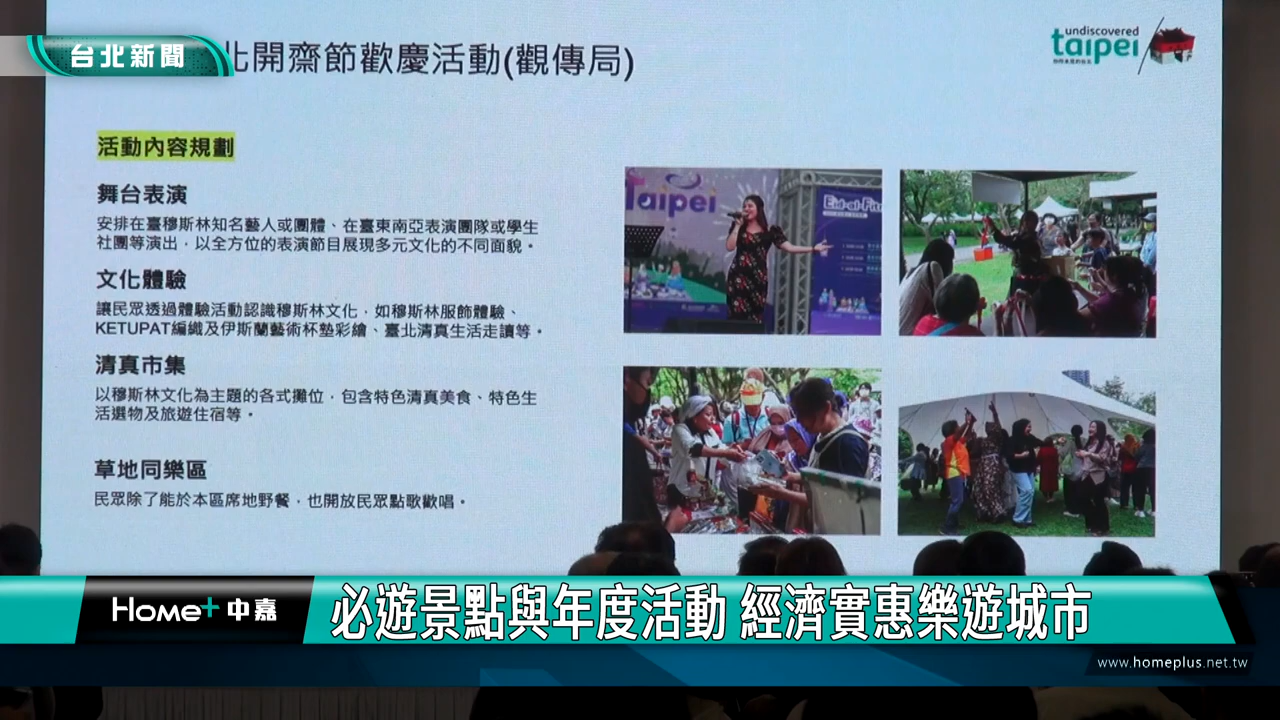 台北新聞
北開齋節歡慶活動(觀傳局)
undiscovered
taipei
活動內容規劃
舞台表演
安排在臺穆斯林知名藝人或團體、在臺東南亞表演團隊或學生
社團等演出，以全方位的表演節目展現多元文化的不同面貌。
文化體驗
讓民眾透過體驗活動認識穆斯林文化，如穆斯林服飾體驗、
KETUPAT編織及伊斯蘭藝術杯墊彩繪、臺北清真生活走讀等。
清真市集
以穆斯林文化為主題的各式攤位，包含特色清真美食、特色生
活選物及旅遊住宿等。
草地同樂區
民眾除了能於本區席地野餐，也開放民眾點歌歡唱。
Taipei
Eid-al-Fit
Home+ 中嘉
必遊景點與年度活動 經濟實惠樂遊城市
www.homeplus.net.tw